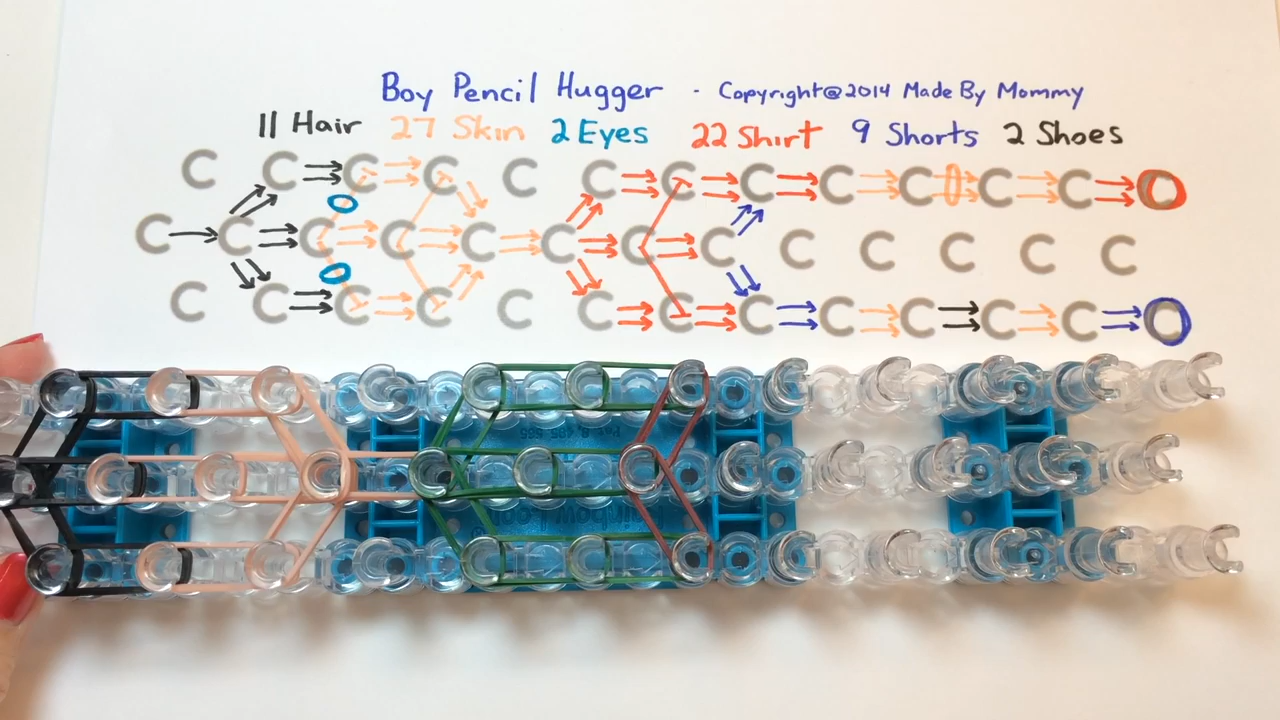 Boy Pencil Hugger - Copyright@2014 Made By Mommy
11 Hair 27 Skin 2 Eyes 22 Shirt 9 Shorts 2 Shoes